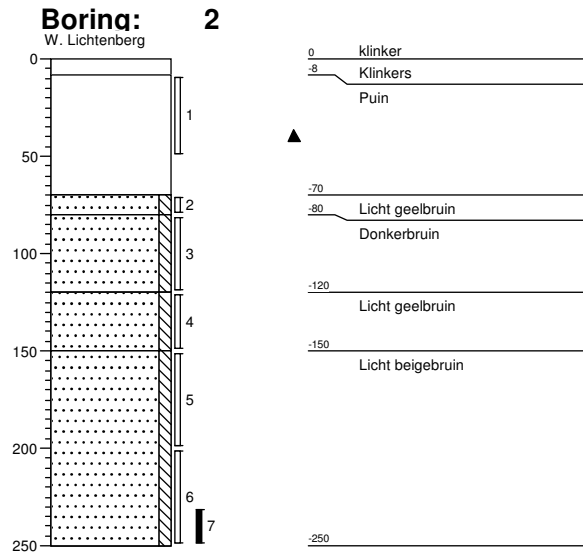 Boring: 2
W. Lichtenberg
0
50
100
150
200
250
1
2
3
4
5
6
7
0 klinker
-8 Klinkers
Puin
-70
Licht geelbruin
-80
Donkerbruin
-120
Licht geelbruin
-150
Licht beigebruin
-250